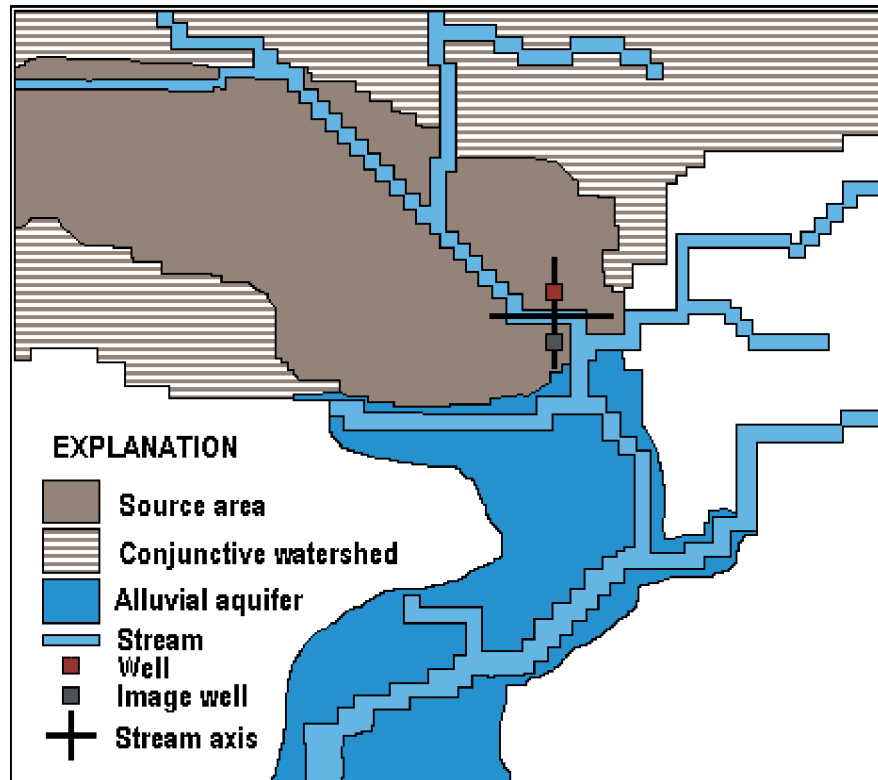 EXPLANATION
Source area
Conjunctive watershed
Alluvial aquifer
Stream
Well
Image well
Stream axis